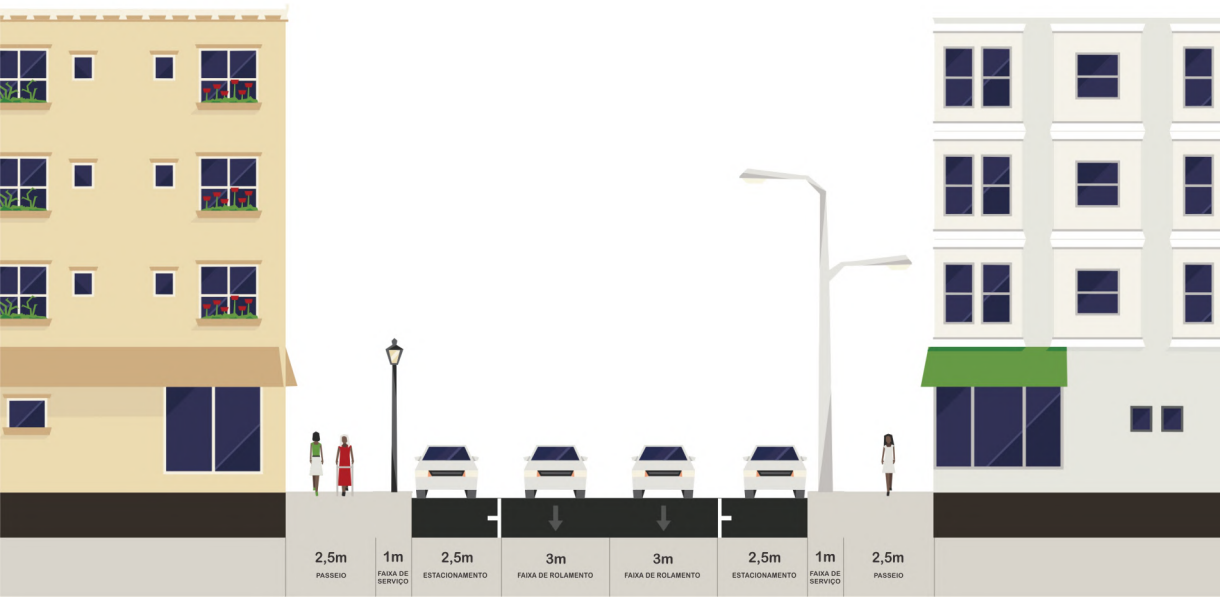 2,5m
PASSEIO
1m
FAIXA DE
SERVIÇO
2,5m
ESTACIONAMENTO
3m
FAIXA DE ROLAMENTO
3m
FAIXA DE ROLAMENTO
2,5m
ESTACIONAMENTO
1m
FAIXA DE
SERVIÇO
2,5m
PASSEIO